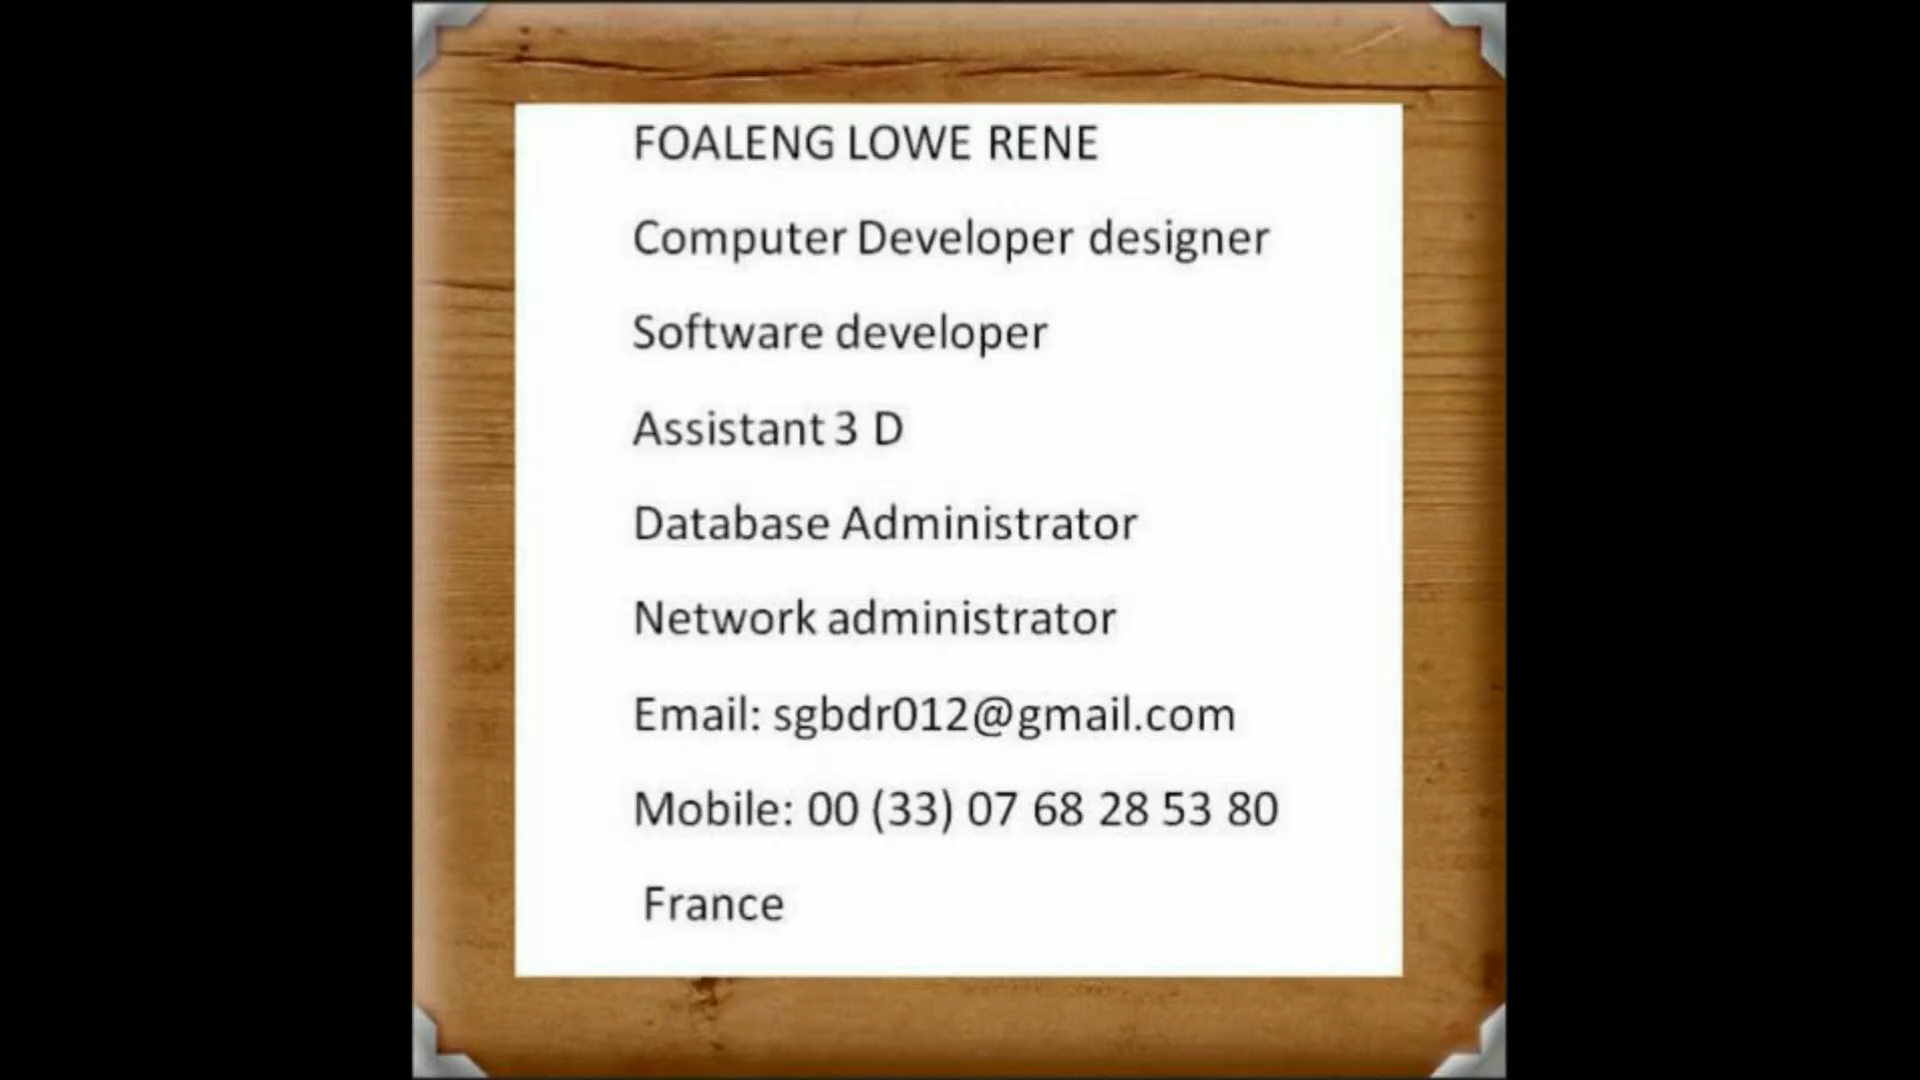 FOALENG LOWE RENE
Computer Developer designer
Software developer
Assistant 3 D
Database Administrator
Network administrator
Email: sgbdr012@gmail.com
Mobile: 00 (33) 07 68 28 53 80
France